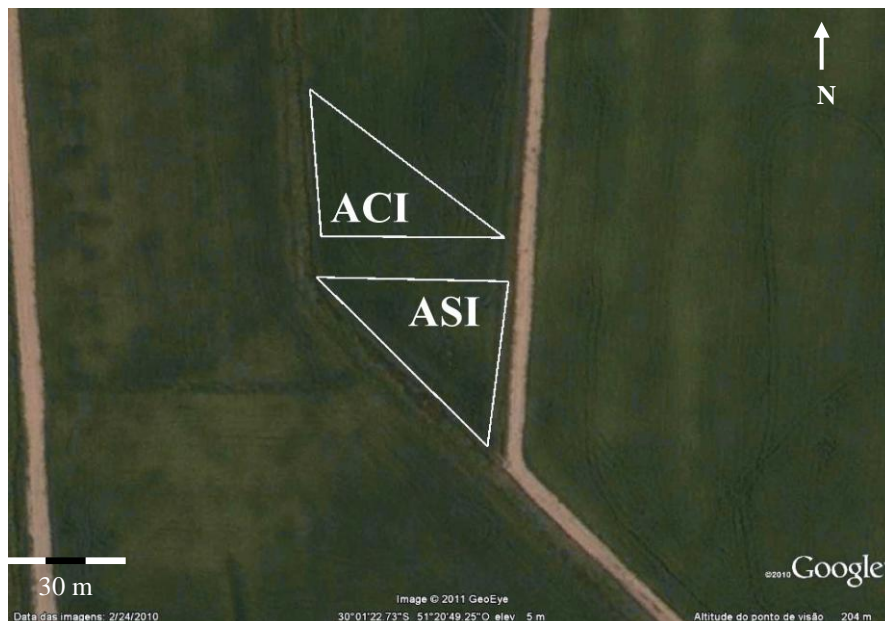 N
ACI
ASI
30 m
©2010 Google
Image © 2011 GeoEye
Data das imagens: 2/24/2010 30°01'22.73"S 51°20'49.25"O elev 5 m Altitude do ponto de visão 204 m